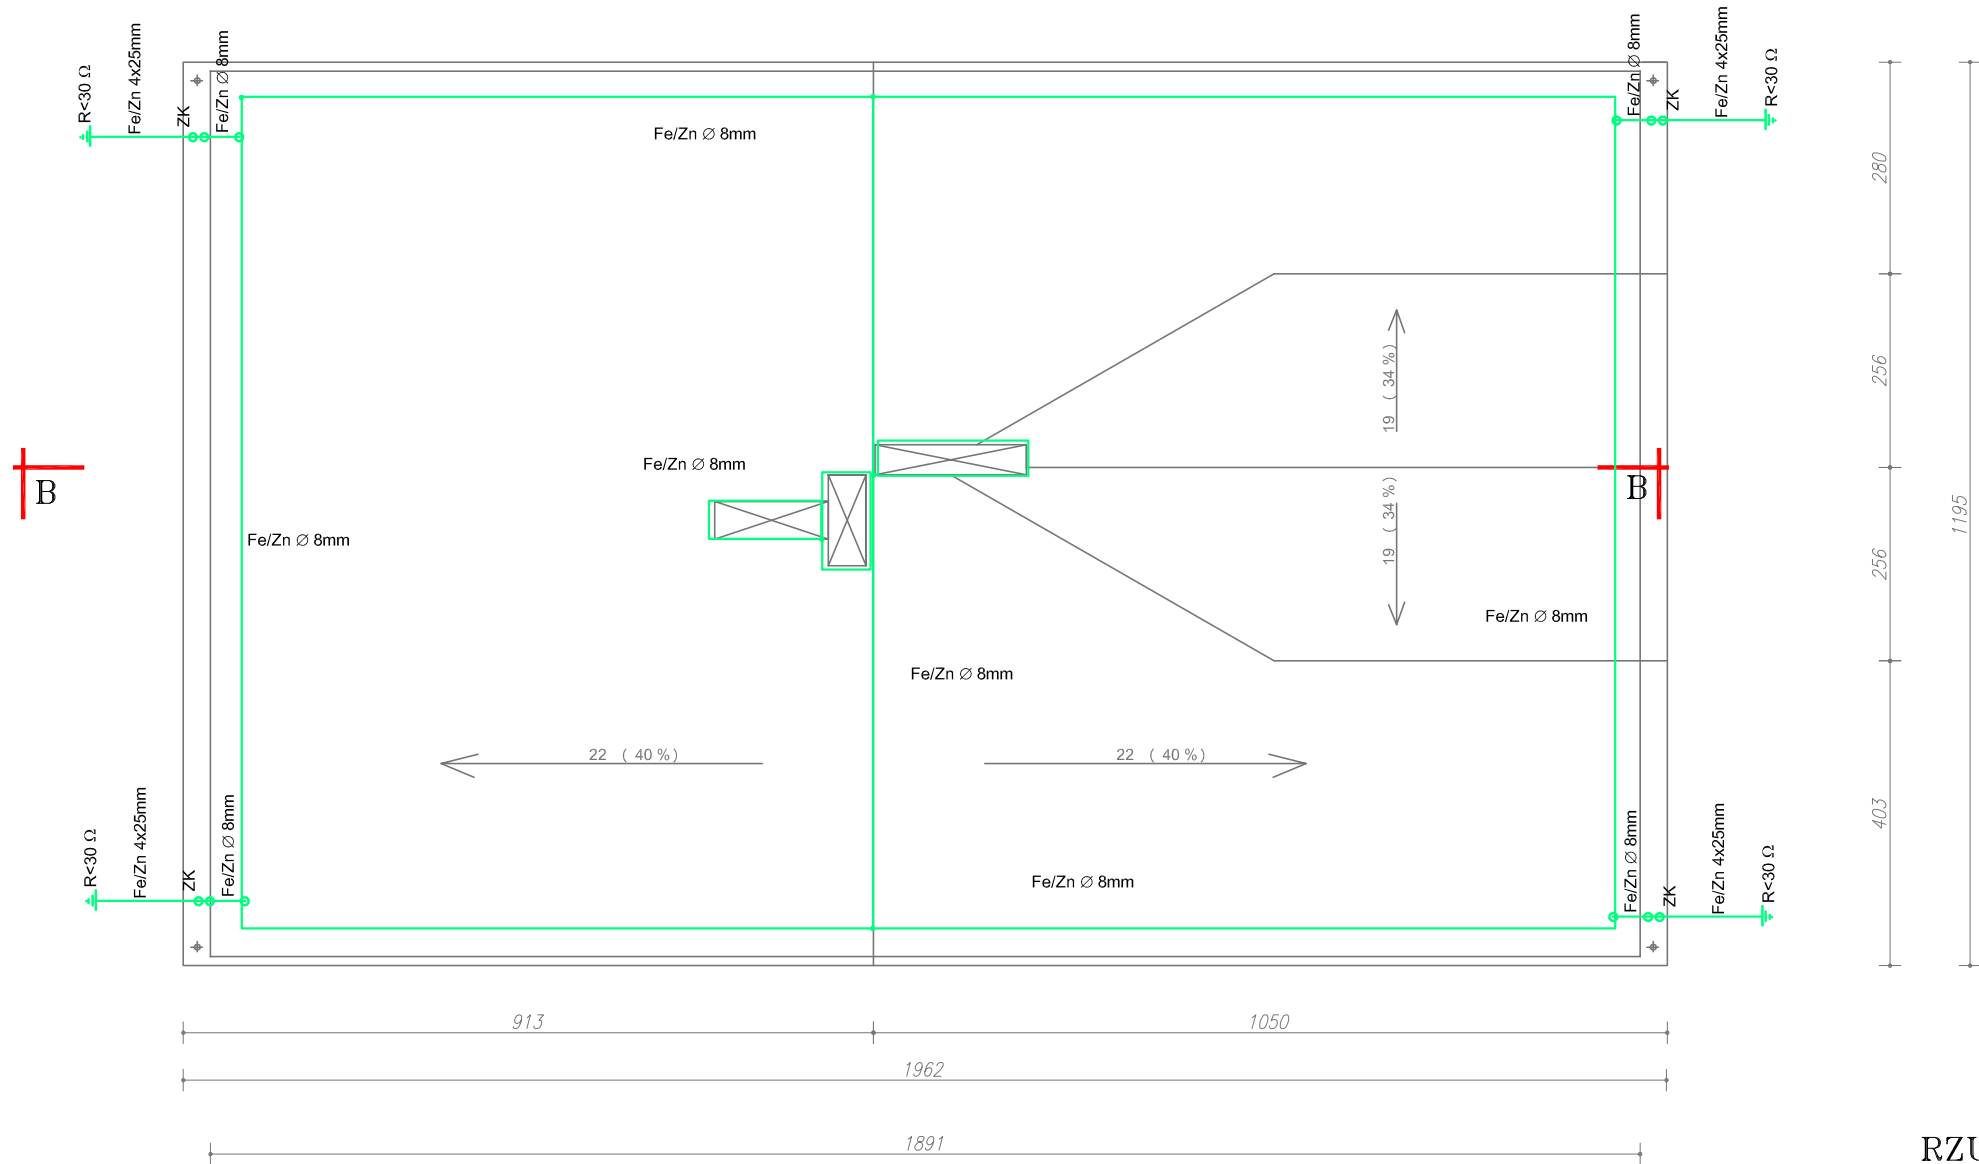 R<30 Ω
Fe/Zn 4x25mm
ZK
Fe/Zn ∅ 8mm
Fe/Zn ∅ 8mm
Fe/Zn ∅ 8mm
ZK
Fe/Zn 4x25mm
R<30 Ω
280
256
19 ( 34 %)
Fe/Zn ∅ 8mm
B
B
19 ( 34 %)
1195
Fe/Zn ∅ 8mm
256
Fe/Zn ∅ 8mm
Fe/Zn ∅ 8mm
22 ( 40 %)
22 ( 40 %)
R<30 Ω
Fe/Zn 4x25mm
ZK
Fe/Zn ∅ 8mm
Fe/Zn ∅ 8mm
Fe/Zn ∅ 8mm
ZK
Fe/Zn 4x25mm
R<30 Ω
403
913
1050
1962
1891